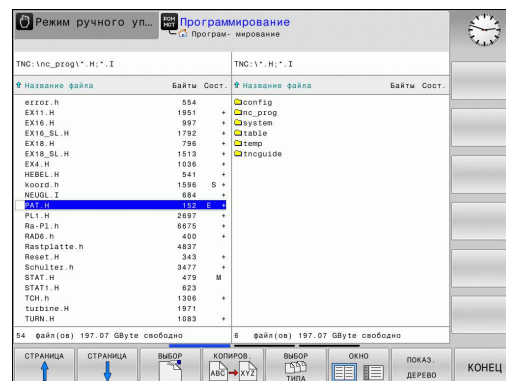 Режим ручного уп...
PGM MGT
Программирование
Програм- мирование
TNC:\nc_prog\*.H;*.I
TNC:\*.H;*.I
Название файла Байты Сост.
Название файла Байты Сост.
error.h 554
EX11.H 1951 +
EX16.H 997 +
EX16_SL.H 1792 +
EX18.H 796 +
EX18_SL.H 1513 +
EX4.H 1036 +
HEBEL.H 541 +
koord.h 1596 S +
NEUGL.I 684 +
PAT.H 152 E +
PL1.H 2697 +
Ra-Pl.h 6675 +
RAD6.h 400 +
Rastplatte.h 4837
Reset.H 343 +
Schulter.h 3477 +
STAT.H 479 M
STAT1.H 623
TCH.h 1306 +
turbine.H 1971
TURN.H 1083 +
config
nc_prog
system
table
temp
tncguide
54 файл(ов) 197.07 GByte свободно
6 файл(ов) 197.07 GByte свободно
СТРАНИЦА
СТРАНИЦА
ВЫБОР
КОПИРОВ.
ABC XYZ
ВЫБОР
ТИПА
ОКНО
ПОКАЗ.
ДЕРЕВО
КОНЕЦ